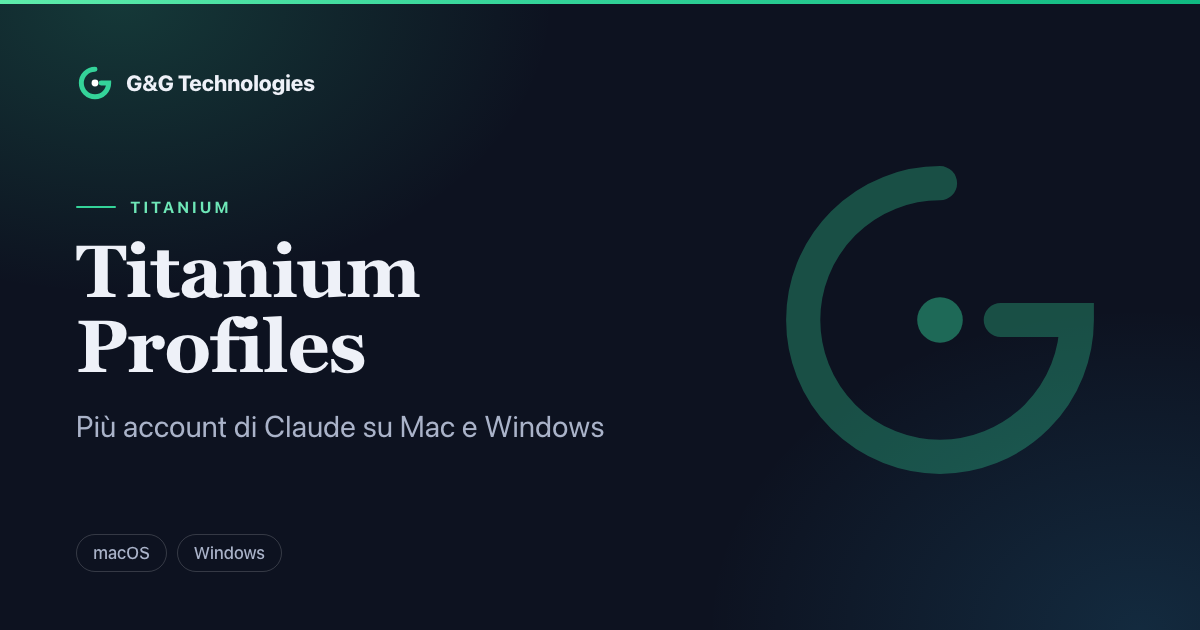 G&G Technologies
TITANIUM
Titanium
Profiles
Più account di Claude su Mac e Windows
macOS
Windows